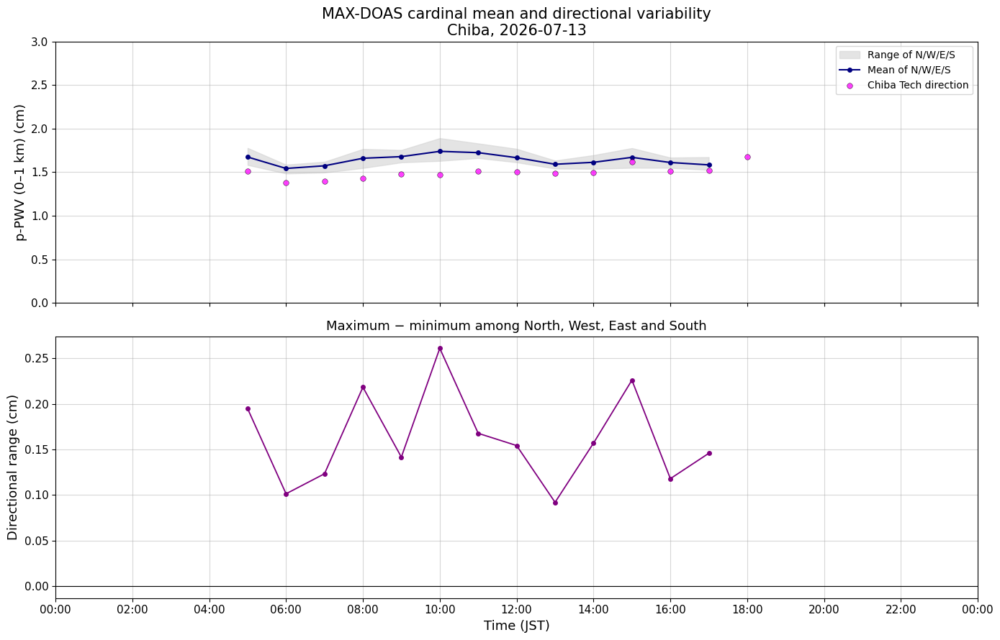 MAX-DOAS cardinal mean and directional variability
Chiba, 2026-07-13
p-PWV (0–1 km) (cm)
3.0
2.5
2.0
1.5
1.0
0.5
0.0
Range of N/W/E/S
Mean of N/W/E/S
Chiba Tech direction
Maximum − minimum among North, West, East and South
Directional range (cm)
0.25
0.20
0.15
0.10
0.05
0.00
00:00 02:00 04:00 06:00 08:00 10:00 12:00 14:00 16:00 18:00 20:00 22:00 00:00
Time (JST)